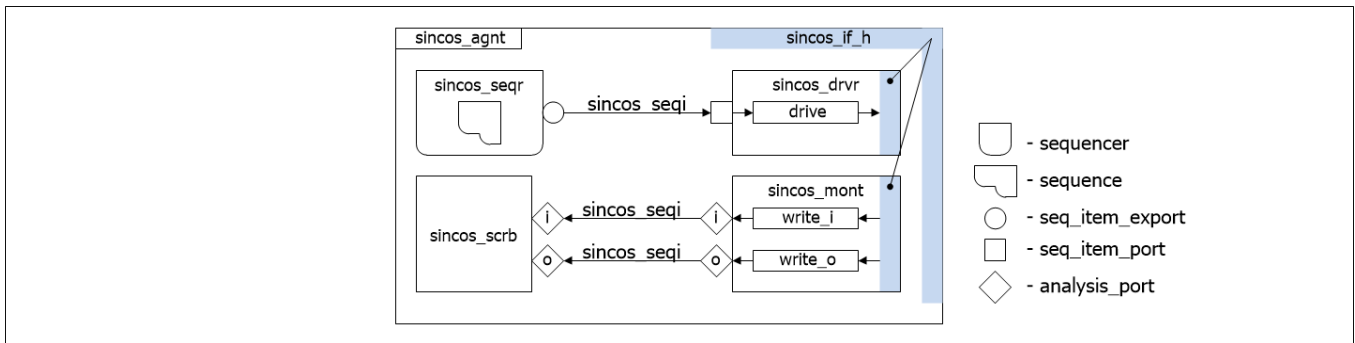 sincos_agnt
sincos_if_h
sincos_seqr
sincos_seqi
sincos_drvr
drive
sincos_scrb
i
sincos_seqi
i
sincos_mont
write_i
o
sincos_seqi
o
write_o
- sequencer
- sequence
- seq_item_export
- seq_item_port
- analysis_port